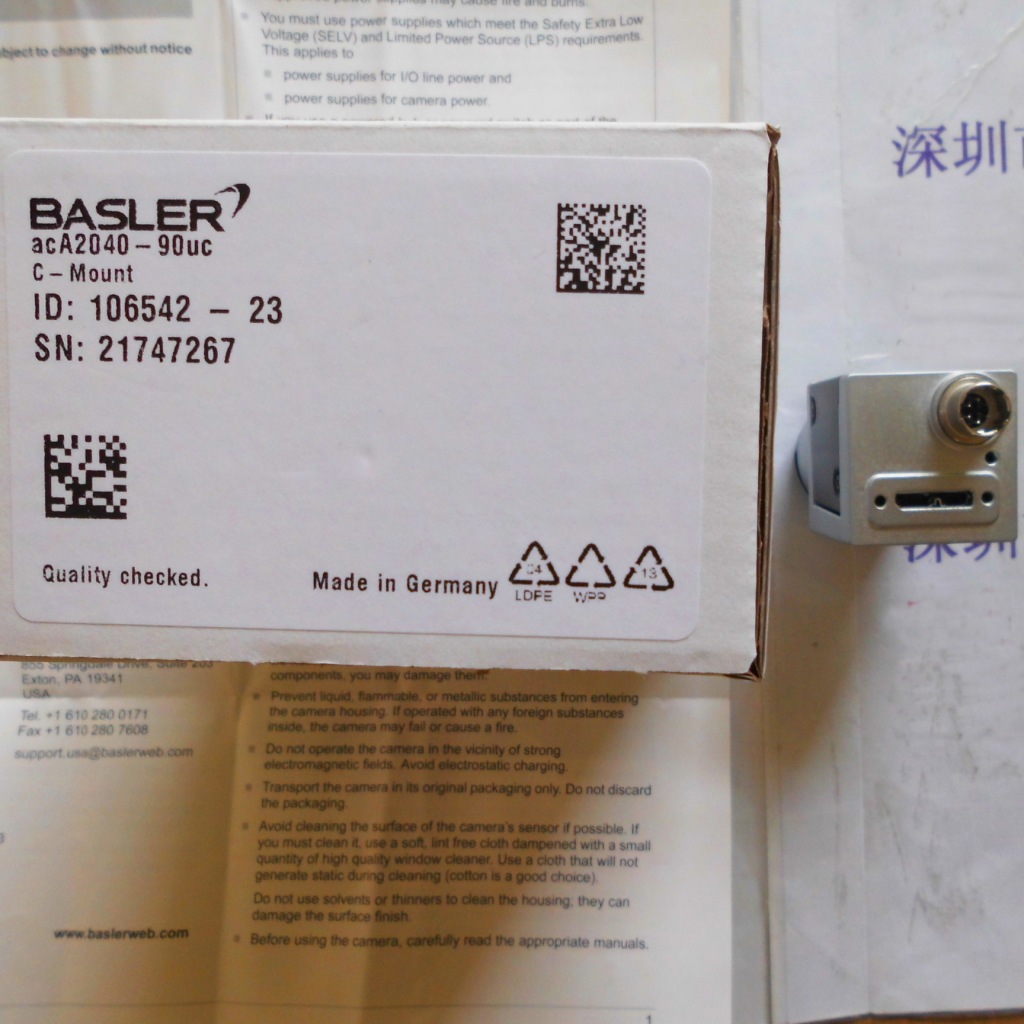 bject to change without notice
You must use power supplies which meet the Safety Extra Low
Voltage (SELV) and Limited Power Source (LPS) requirements.
This applies to
power supplies for I/O line power and
power supplies for camera power.
深圳
BASLER
acA2040-90uc
C-Mount
ID: 106542 - 23
SN: 21747267
Quality checked.
Made in Germany
04
13
LDPE
WPP
深圳
855 Springdale Drive, Suite 203
Exton, PA 19341
USA
Tel. +1 610 280 0171
Fax +1 610 280 7608
support.usa@baslerweb.com
www.baslerweb.com
components, you may damage them.
Prevent liquid, flammable, or metallic substances from entering
the camera housing. If operated with any foreign substances
inside, the camera may fail or cause a fire.
Do not operate the camera in the vicinity of strong
electromagnetic fields. Avoid electrostatic charging.
Transport the camera in its original packaging only. Do not discard
the packaging.
Avoid cleaning the surface of the camera's sensor if possible. If
you must clean it, use a soft, lint free cloth dampened with a small
quantity of high quality window cleaner. Use a cloth that will not
generate static during cleaning (cotton is a good choice).
Do not use solvents or thinners to clean the housing; they can
damage the surface finish.
Before using the camera, carefully read the appropriate manuals.
1